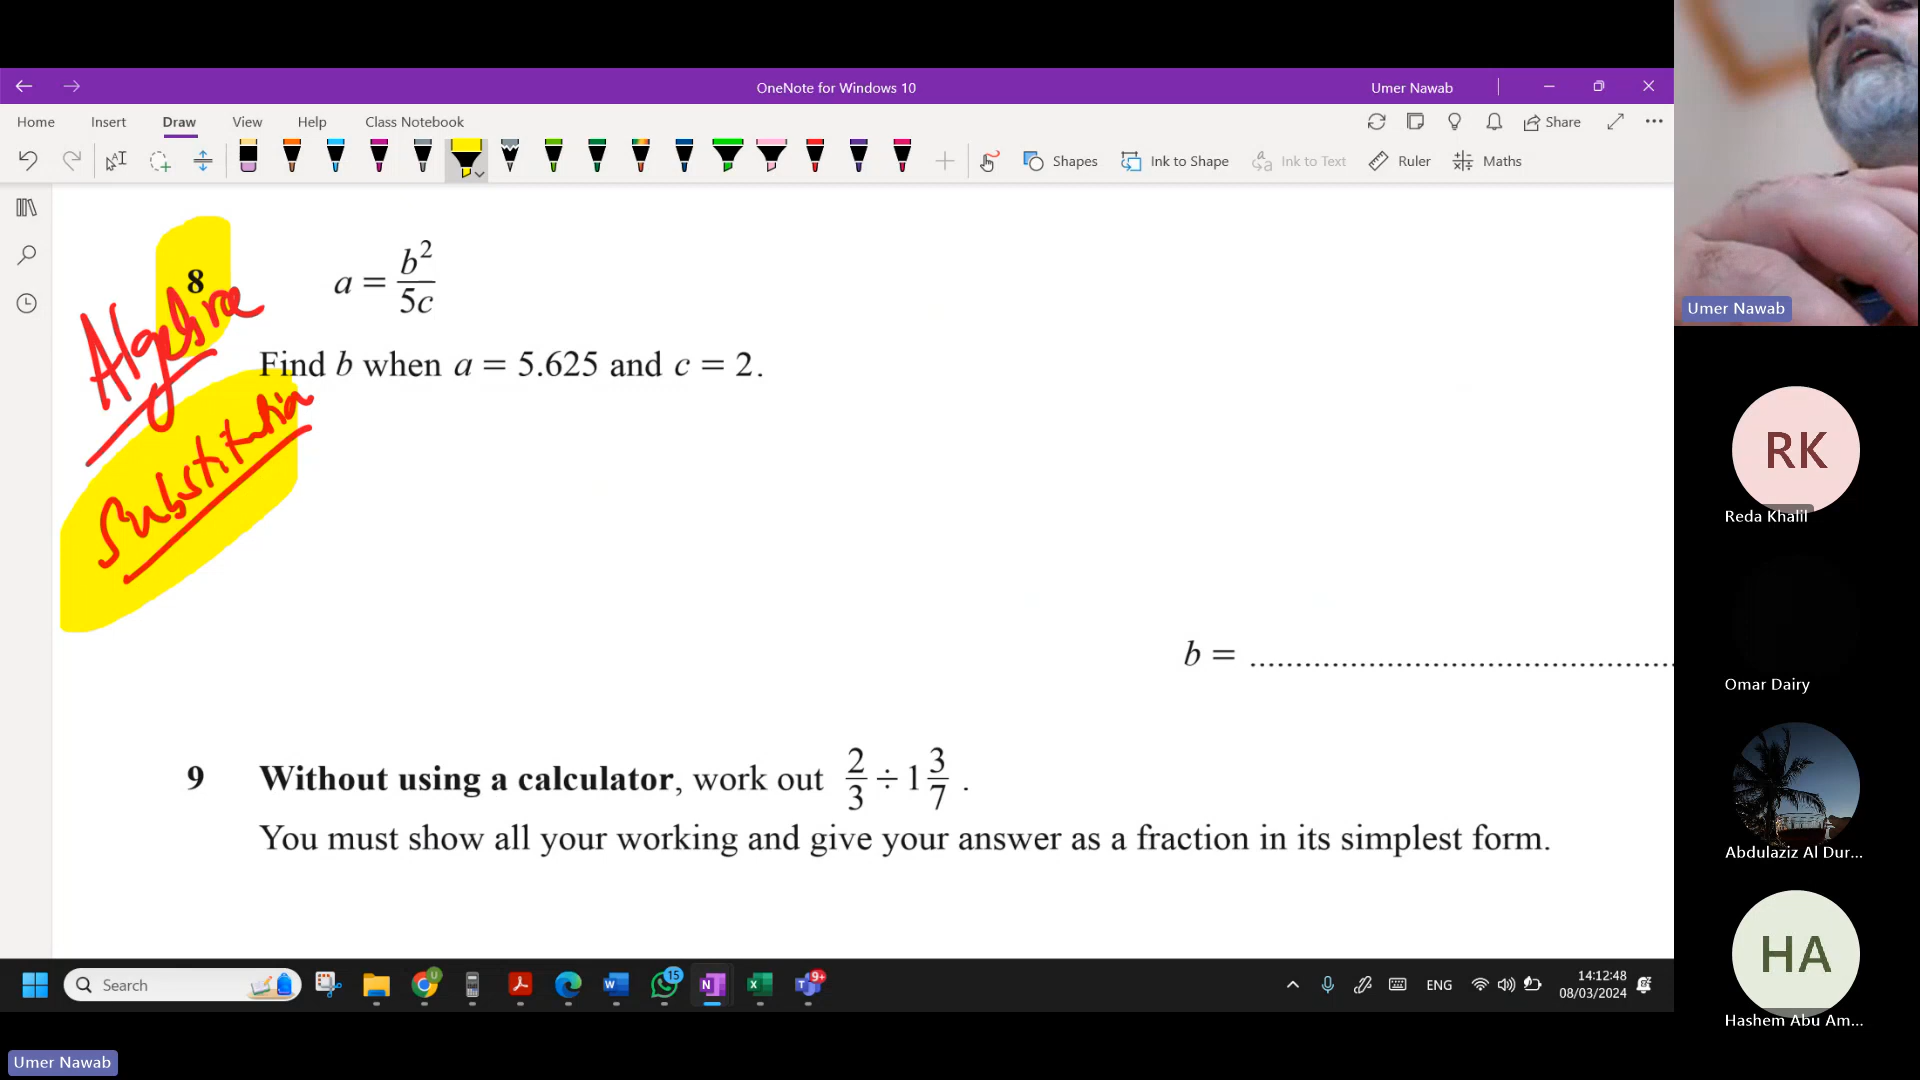 OneNote for Windows 10
Umer Nawab
Home Insert Draw View Help Class Notebook
Share
Shapes Ink to Shape Ink to Text Ruler Maths
8 a = b²/5c
Algebra
Find b when a = 5.625 and c = 2.
Substitution
b = ..........................................
9 Without using a calculator, work out 2/3 ÷ 1 3/7 .
You must show all your working and give your answer as a fraction in its simplest form.
Search
15
9+
ENG
14:12:48
08/03/2024
Umer Nawab
RK
Reda Khalil
Omar Dairy
Abdulaziz Al Dur...
HA
Hashem Abu Am...
Umer Nawab